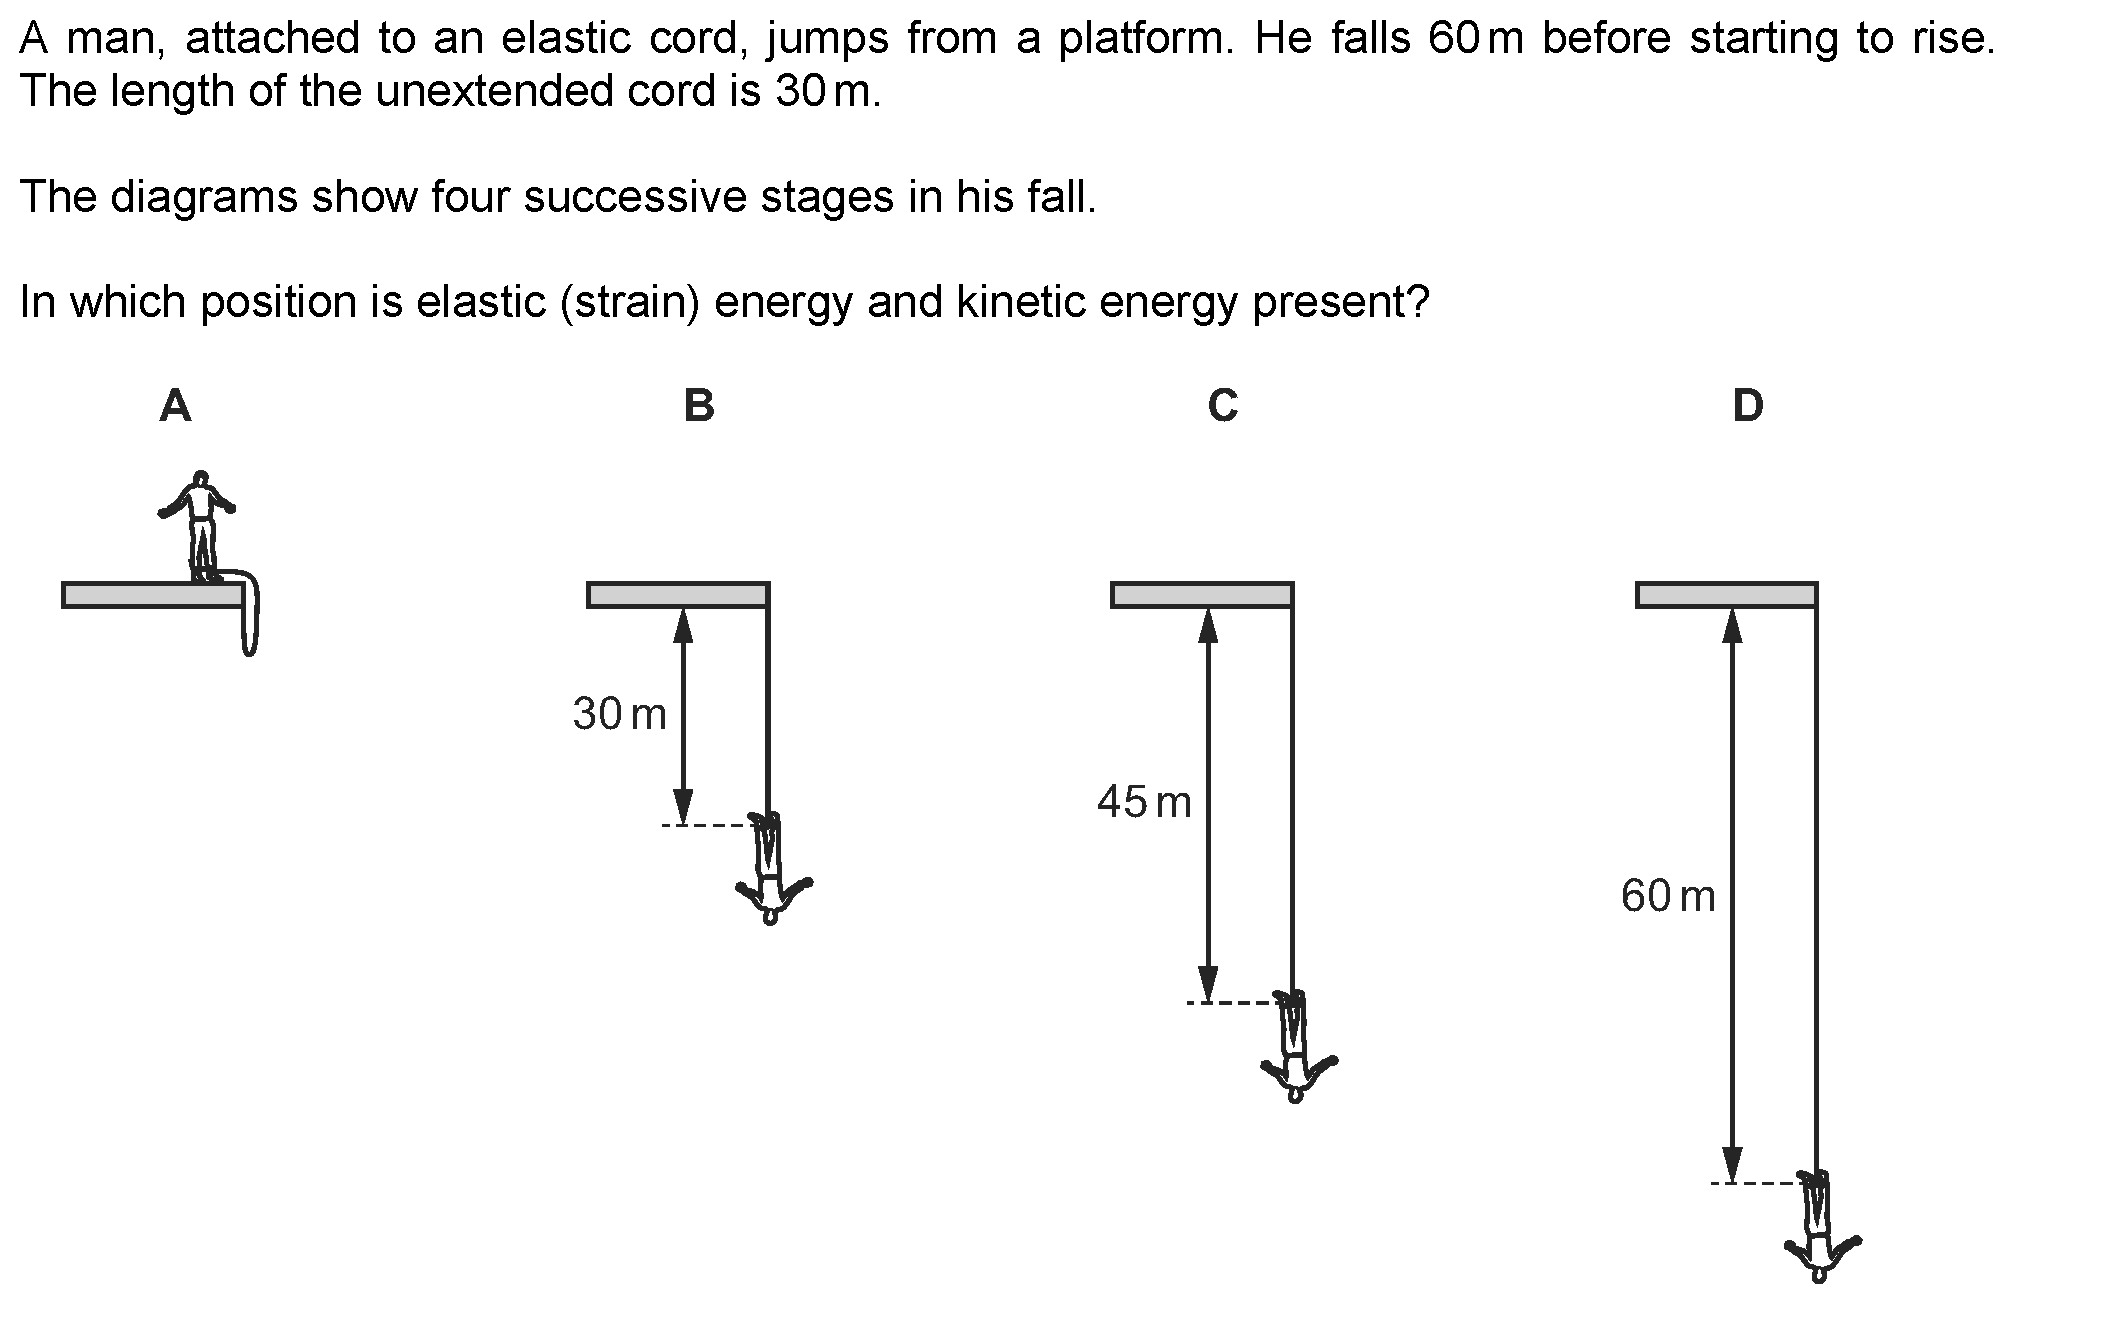 A man, attached to an elastic cord, jumps from a platform. He falls 60 m before starting to rise.
The length of the unextended cord is 30 m.
The diagrams show four successive stages in his fall.
In which position is elastic (strain) energy and kinetic energy present?
A B C D
30 m
45 m
60 m